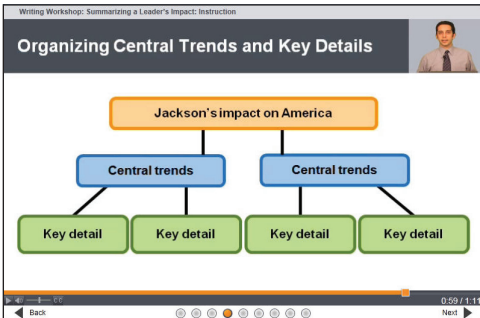 Writing Workshop: Summarizing a Leader's Impact: Instruction
Organizing Central Trends and Key Details
Jackson's impact on America
Central trends Central trends
Key detail Key detail Key detail Key detail
CC 0:59 / 1:11
Back Next